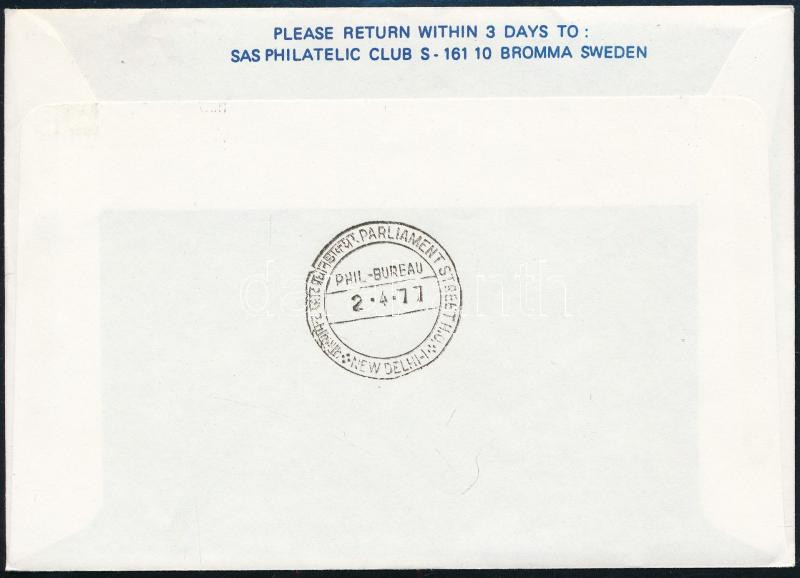 PLEASE RETURN WITHIN 3 DAYS TO :
SAS PHILATELIC CLUB S - 161 10 BROMMA SWEDEN
PARLIAMENT STREET H.O.
PHIL-BUREAU
2·4·77
NEW DELHI-1